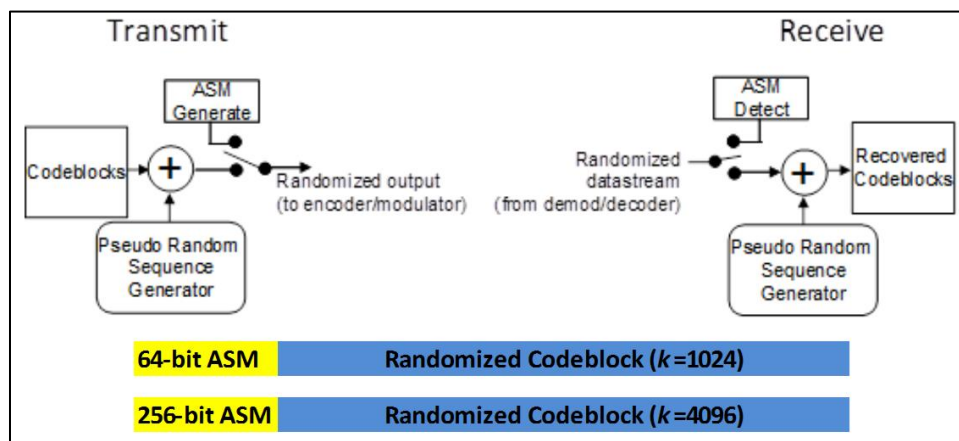 Transmit
Receive
ASM
Generate
Codeblocks
+
Randomized output
(to encoder/modulator)
Pseudo Random
Sequence
Generator
ASM
Detect
Randomized
datastream
(from demod/decoder)
+
Recovered
Codeblocks
Pseudo Random
Sequence
Generator
64-bit ASM Randomized Codeblock (k=1024)
256-bit ASM Randomized Codeblock (k=4096)